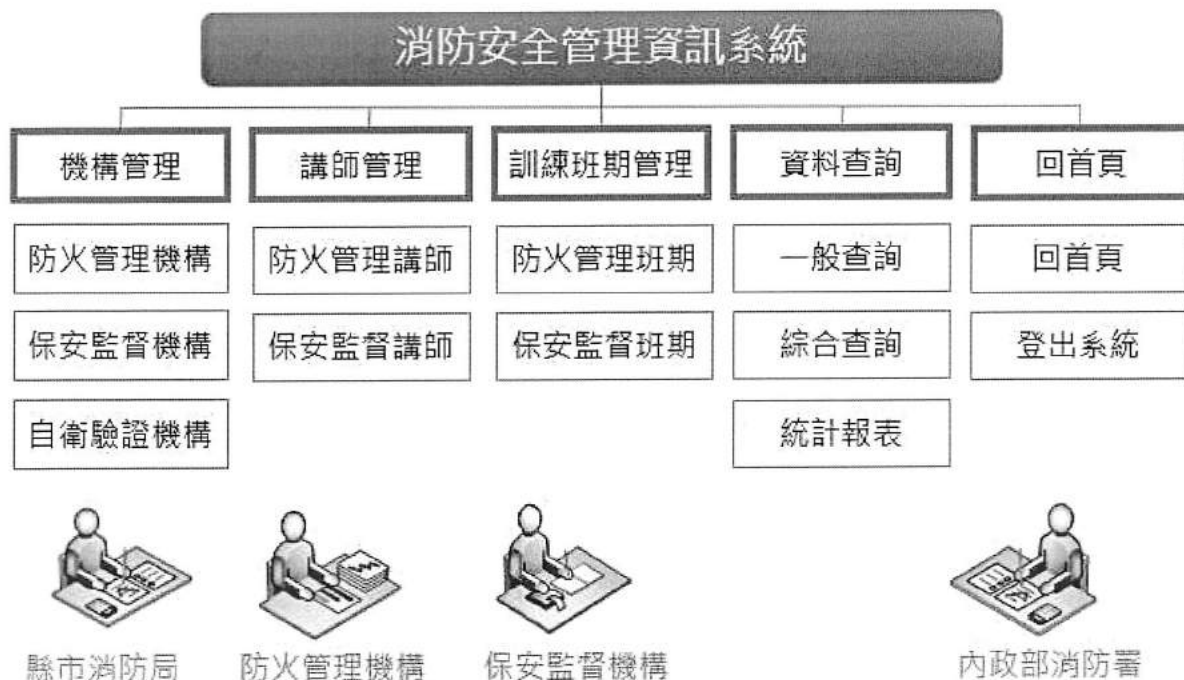 消防安全管理資訊系統
機構管理 講師管理 訓練班期管理 資料查詢 回首頁
防火管理機構 防火管理講師 防火管理班期 一般查詢 回首頁
保安監督機構 保安監督講師 保安監督班期 綜合查詢 登出系統
自衛驗證機構 統計報表
縣市消防局 防火管理機構 保安監督機構 內政部消防署